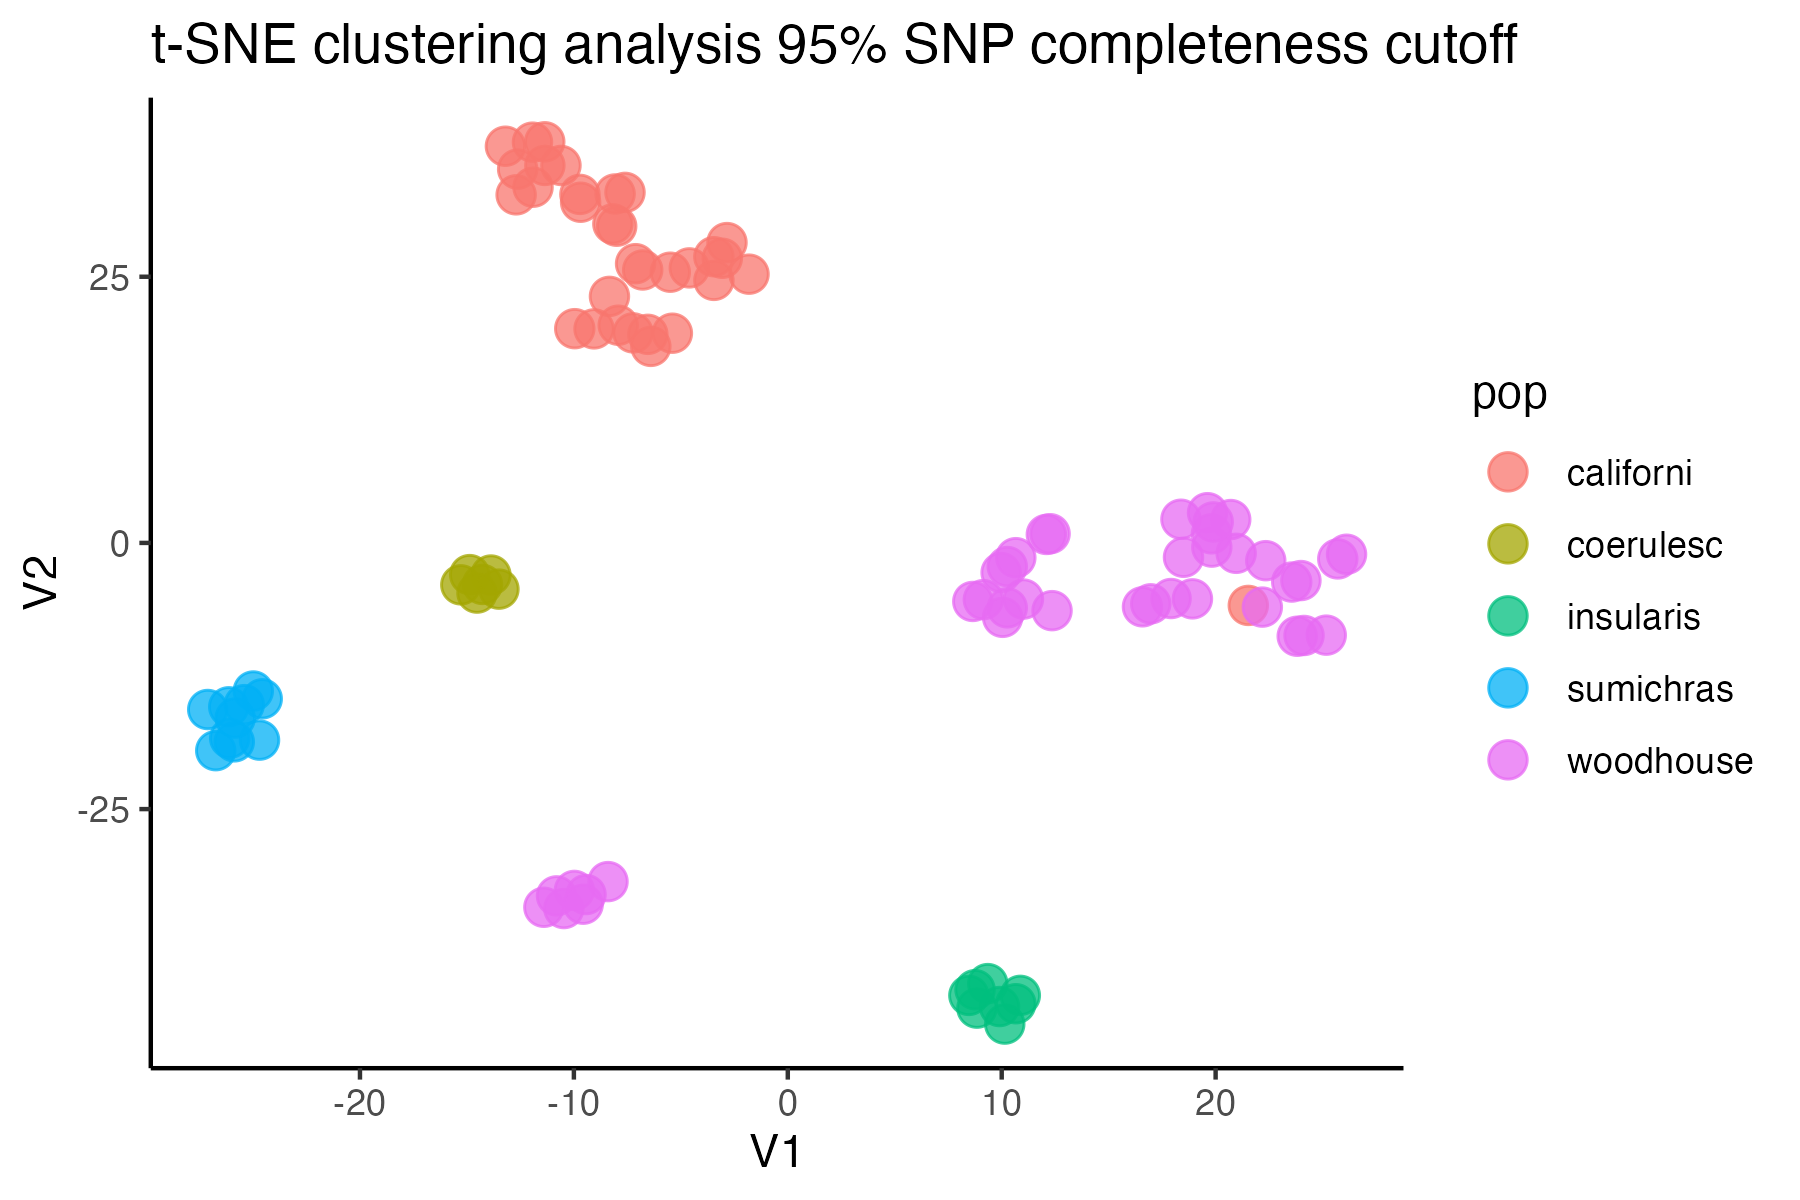 t-SNE clustering analysis 95% SNP completeness cutoff
25
0
-25
V2
-20
-10
0
10
20
V1
pop
californi
coerulesc
insularis
sumichras
woodhouse